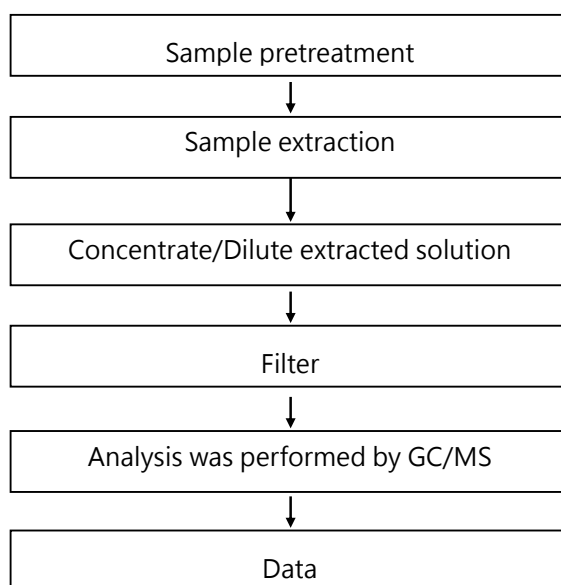 Sample pretreatment
Sample extraction
Concentrate/Dilute extracted solution
Filter
Analysis was performed by GC/MS
Data